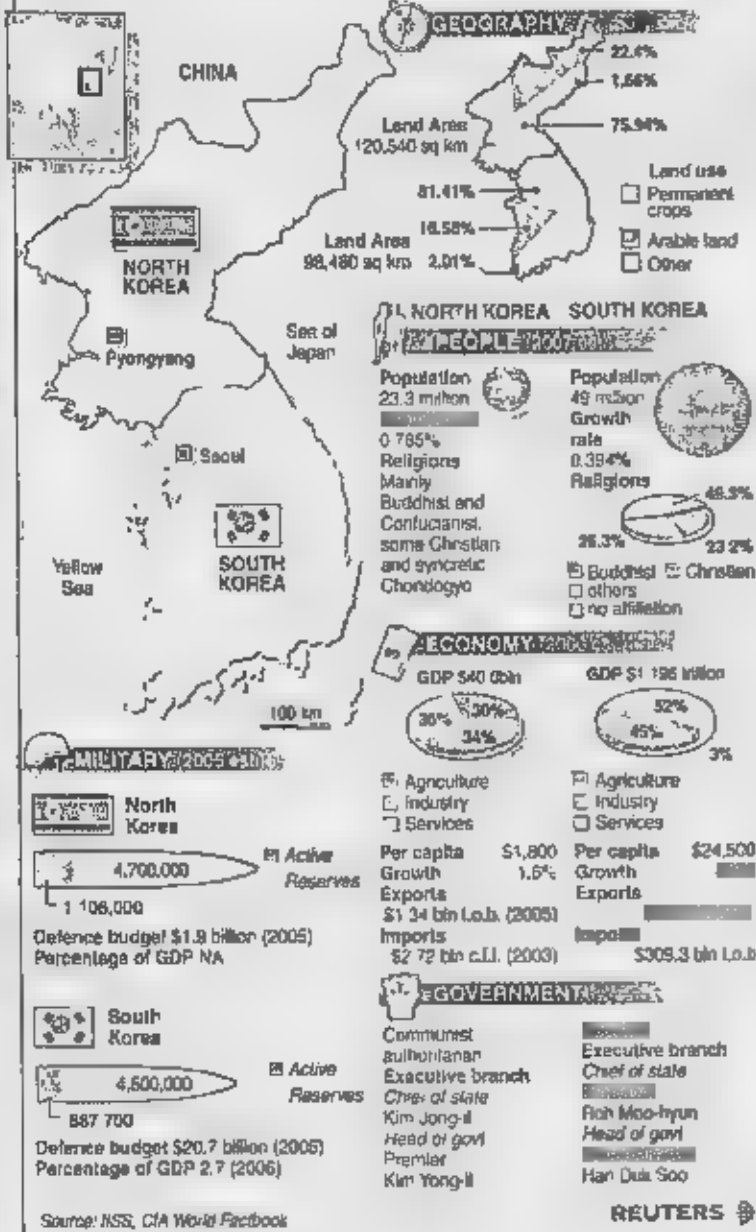 GEOGRAPHY
CHINA
22.4%
1.66%
75.94%
Land Area
120,540 sq km
81.41%
16.58%
Land Area
98,480 sq km
2.01%
Land use
Permanent
crops
Arable land
Other
NORTH
KOREA
Pyongyang
Sea of
Japan
Seoul
Yellow
Sea
SOUTH
KOREA
100 km
NORTH KOREA
SOUTH KOREA
PEOPLE
Population
23.3 million
0.785%
Religions
Mainly
Buddhist and
Confucianist,
some Christian
and syncretic
Chondogyo
Population
49 million
Growth
rate
0.394%
Religions
26.3%
23.2%
Buddhist
Christian
others
no affiliation
ECONOMY
GDP $40.0bln
36%
30%
34%
Agriculture
Industry
Services
Per capita $1,800
Growth
Exports
$1.34 bln f.o.b. (2005)
Imports
$2.72 bln c.i.f. (2003)
GDP $1.196 trillion
52%
45%
3%
Agriculture
Industry
Services
Per capita $24,500
Growth
Exports
$309.3 bln f.o.b
MILITARY
North
Korea
4,700,000
Active
Reserves
1,106,000
Defence budget $1.9 billion (2005)
Percentage of GDP NA
South
Korea
4,500,000
Active
Reserves
687,700
Defence budget $20.7 billion (2005)
Percentage of GDP 2.7 (2006)
GOVERNMENT
Communist
authoritarian
Executive branch
Chief of state
Kim Jong-il
Head of govt
Premier
Kim Yong-il
Executive branch
Chief of state
Roh Moo-hyun
Head of govt
Han Duk Soo
Source: IISS, CIA World Factbook
REUTERS